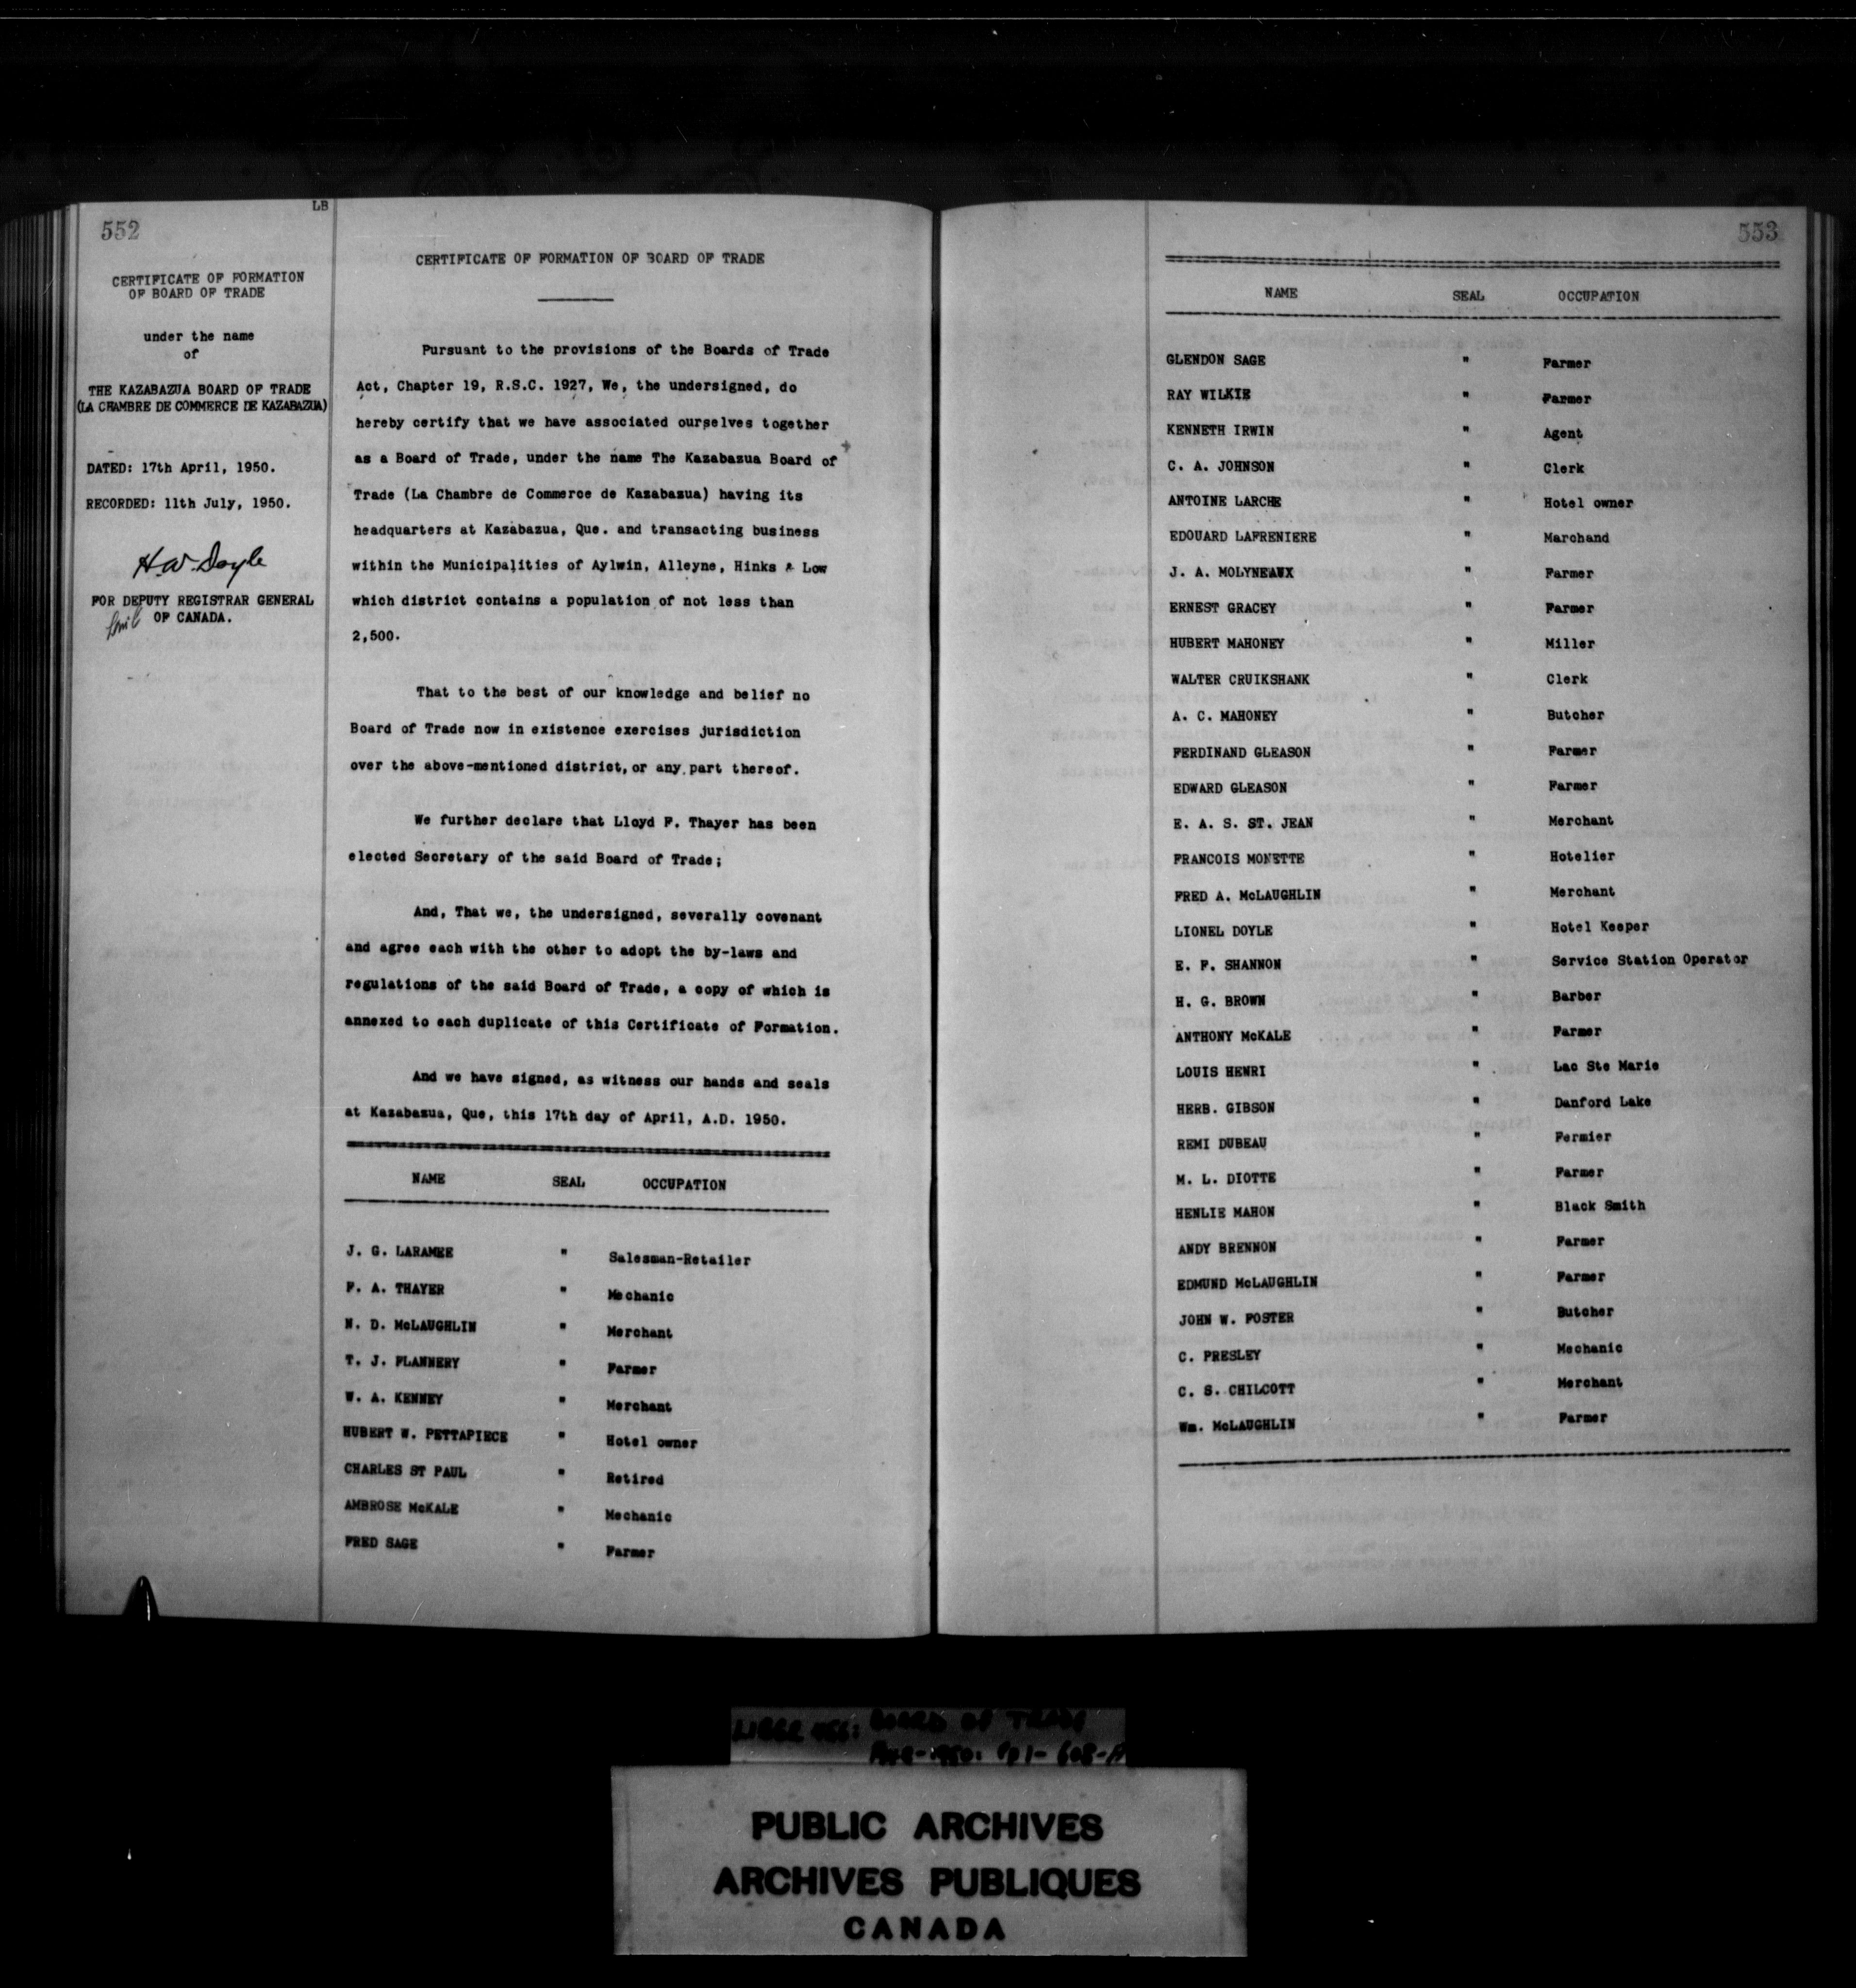 552
LB
CERTIFICATE OF FORMATION
OF BOARD OF TRADE
under the name
of
THE KAZABAZUA BOARD OF TRADE
(LA CHAMBRE DE COMMERCE DE KAZABAZUA)
DATED: 17th April, 1950.
RECORDED: 11th July, 1950.
H.W. Doyle
FOR DEPUTY REGISTRAR GENERAL
OF CANADA.
CERTIFICATE OF FORMATION OF BOARD OF TRADE
Pursuant to the provisions of the Boards of Trade
Act, Chapter 19, R.S.C. 1927, We, the undersigned, do
hereby certify that we have associated ourselves together
as a Board of Trade, under the name The Kazabazua Board of
Trade (La Chambre de Commerce de Kazabazua) having its
headquarters at Kazabazua, Que. and transacting business
within the Municipalities of Aylwin, Alleyne, Hinks & Low
which district contains a population of not less than
2,500.
That to the best of our knowledge and belief no
Board of Trade now in existence exercises jurisdiction
over the above-mentioned district, or any part thereof.
We further declare that Lloyd F. Thayer has been
elected Secretary of the said Board of Trade;
And, That we, the undersigned, severally covenant
and agree each with the other to adopt the by-laws and
regulations of the said Board of Trade, a copy of which is
annexed to each duplicate of this Certificate of Formation.
And we have signed, as witness our hands and seals
at Kazabazua, Que, this 17th day of April, A.D. 1950.
NAME SEAL OCCUPATION
J. G. LARAMEE " Salesman-Retailer
F. A. THAYER " Mechanic
N. D. McLAUGHLIN " Merchant
T. J. FLANNERY " Farmer
W. A. KENNEY " Merchant
HUBERT W. PETTAPIECE " Hotel owner
CHARLES ST PAUL " Retired
AMBROSE McKALE " Mechanic
FRED SAGE " Farmer
553
NAME SEAL OCCUPATION
GLENDON SAGE " Farmer
RAY WILKIE " Farmer
KENNETH IRWIN " Agent
C. A. JOHNSON " Clerk
ANTOINE LARCHE " Hotel owner
EDOUARD LAFRENIERE " Marchand
J. A. MOLYNEAUX " Farmer
ERNEST GRACEY " Farmer
HUBERT MAHONEY " Miller
WALTER CRUIKSHANK " Clerk
A. C. MAHONEY " Butcher
FERDINAND GLEASON " Farmer
EDWARD GLEASON " Farmer
E. A. S. ST. JEAN " Merchant
FRANCOIS MONETTE " Hotelier
FRED A. McLAUGHLIN " Merchant
LIONEL DOYLE " Hotel Keeper
E. F. SHANNON " Service Station Operator
H. G. BROWN " Barber
ANTHONY McKALE " Farmer
LOUIS HENRI " Lac Ste Marie
HERB. GIBSON " Danford Lake
REMI DUBEAU " Fermier
M. L. DIOTTE " Farmer
HENLIE MAHON " Black Smith
ANDY BRENNON " Farmer
EDMUND McLAUGHLIN " Farmer
JOHN W. FOSTER " Butcher
C. PRESLEY " Mechanic
C. S. CHILCOTT " Merchant
Wm. McLAUGHLIN " Farmer
BOARD OF TRADE
PUBLIC ARCHIVES
ARCHIVES PUBLIQUES
CANADA